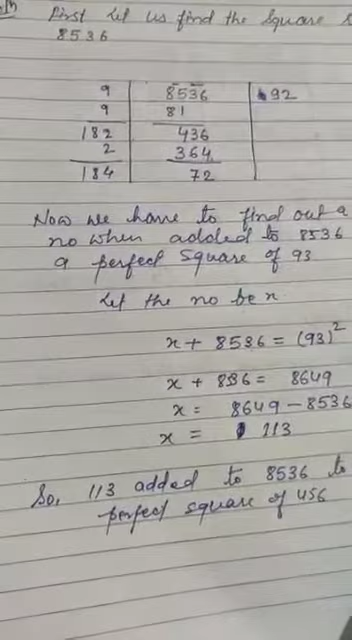 First let us find the square
8536
9 8536 92
9 81
182 436
2 364
184 72
Now we have to find out a
no when added to 8536
a perfect square of 93
Let the no be x
x + 8536 = (93)²
x + 836 = 8649
x = 8649 - 8536
x = 113
So, 113 added to 8536 to
perfect square of 456